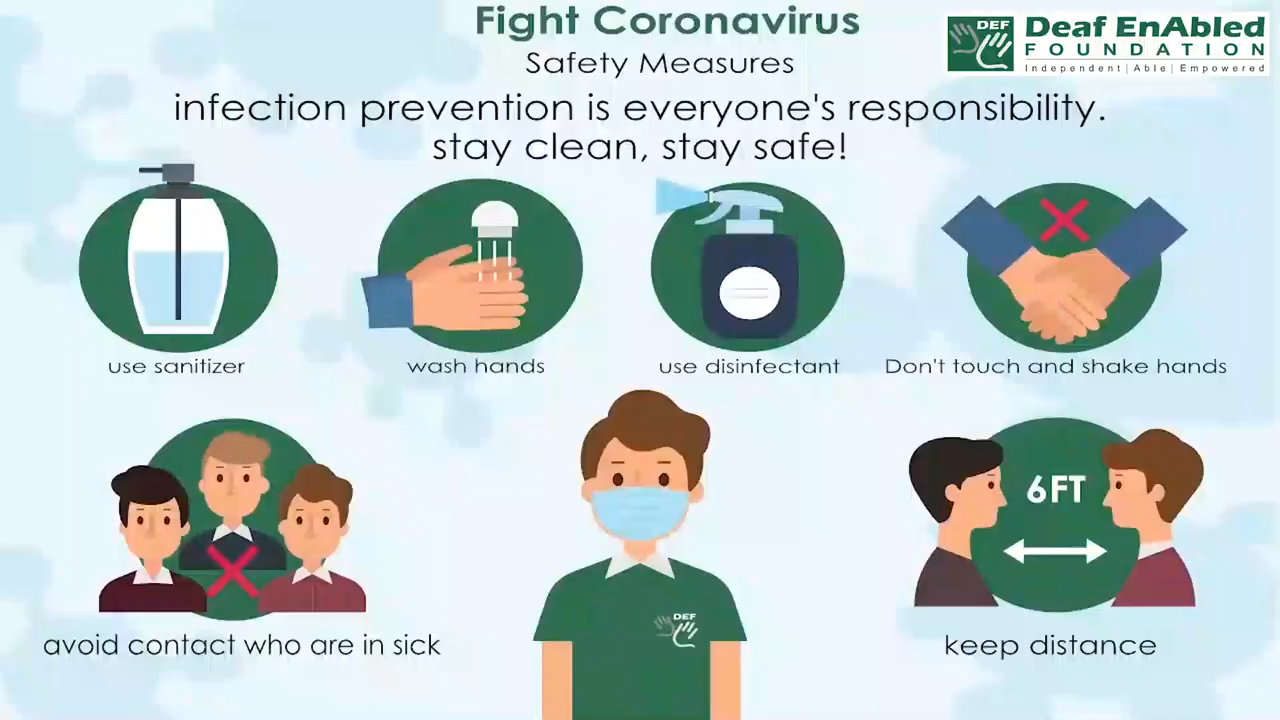 Fight Coronavirus
Safety Measures
DEF
Deaf EnAbled
FOUNDATION
Independent | Able | Empowered
infection prevention is everyone's responsibility.
stay clean, stay safe!
use sanitizer
wash hands
use disinfectant
Don't touch and shake hands
6FT
DEF
avoid contact who are in sick
keep distance